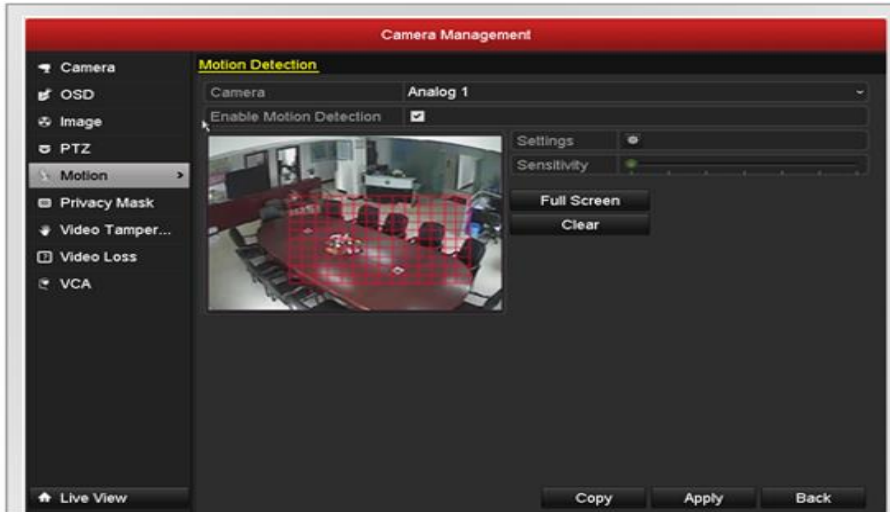 Camera Management
Camera
OSD
Image
PTZ
Motion >
Privacy Mask
Video Tamper...
Video Loss
VCA
Live View
Motion Detection
Camera Analog 1
Enable Motion Detection
Settings
Sensitivity
Full Screen
Clear
Copy Apply Back